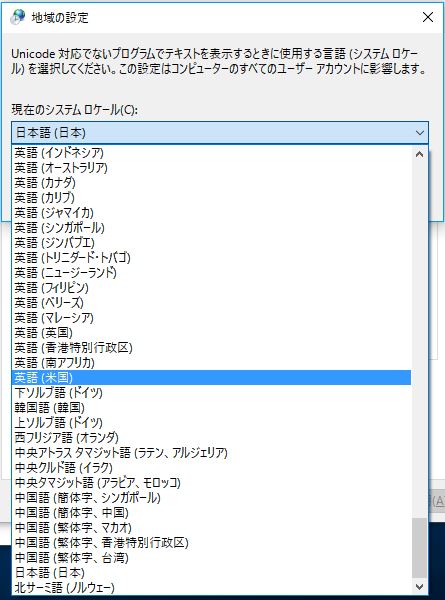 地域の設定
Unicode 対応でないプログラムでテキストを表示するときに使用する言語 (システム ロケー
ル) を選択してください。この設定はコンピューターのすべてのユーザー アカウントに影響します。
現在のシステム ロケール(C):
日本語 (日本)
英語 (インドネシア)
英語 (オーストラリア)
英語 (カナダ)
英語 (カリブ)
英語 (ジャマイカ)
英語 (シンガポール)
英語 (ジンバブエ)
英語 (トリニダード・トバゴ)
英語 (ニュージーランド)
英語 (フィリピン)
英語 (ベリーズ)
英語 (マレーシア)
英語 (英国)
英語 (香港特別行政区)
英語 (南アフリカ)
英語 (米国)
下ソルブ語 (ドイツ)
韓国語 (韓国)
上ソルブ語 (ドイツ)
西フリジア語 (オランダ)
中央アトラス タマジット語 (ラテン、アルジェリア)
中央クルド語 (イラク)
中央タマジット語 (アラビア、モロッコ)
中国語 (簡体字、シンガポール)
中国語 (簡体字、中国)
中国語 (繁体字、マカオ)
中国語 (繁体字、香港特別行政区)
中国語 (繁体字、台湾)
日本語 (日本)
北サーミ語 (ノルウェー)